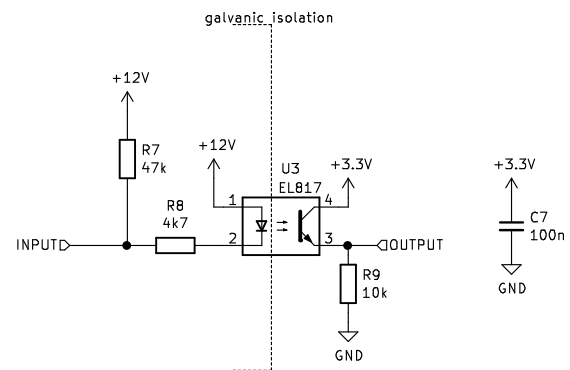 galvanic isolation
+12V
R7
47k
+12V
U3
EL817
+3.3V
+3.3V
R8
4k7
1
4
C7
100n
INPUT
2
3
OUTPUT
R9
10k
GND
GND